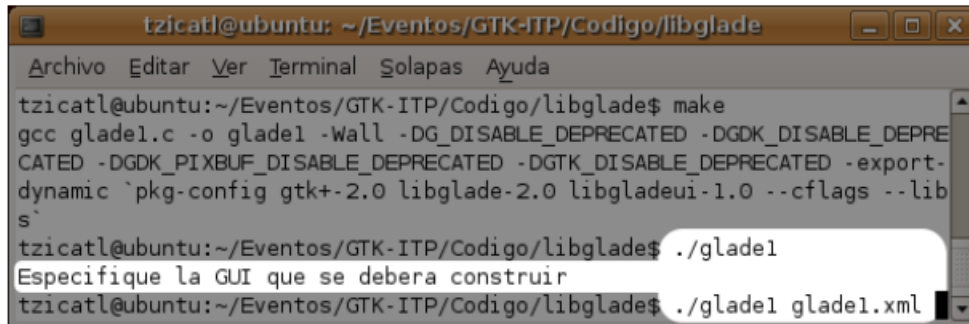 tzicatl@ubuntu: ~/Eventos/GTK-ITP/Codigo/libglade
Archivo Editar Ver Terminal Solapas Ayuda
tzicatl@ubuntu:~/Eventos/GTK-ITP/Codigo/libglade$ make
gcc glade1.c -o glade1 -Wall -DG_DISABLE_DEPRECATED -DGDK_DISABLE_DEPRE
CATED -DGDK_PIXBUF_DISABLE_DEPRECATED -DGTK_DISABLE_DEPRECATED -export-
dynamic `pkg-config gtk+-2.0 libglade-2.0 libgladeui-1.0 --cflags --lib
s`
tzicatl@ubuntu:~/Eventos/GTK-ITP/Codigo/libglade$ ./glade1
Especifique la GUI que se debera construir
tzicatl@ubuntu:~/Eventos/GTK-ITP/Codigo/libglade$ ./glade1 glade1.xml